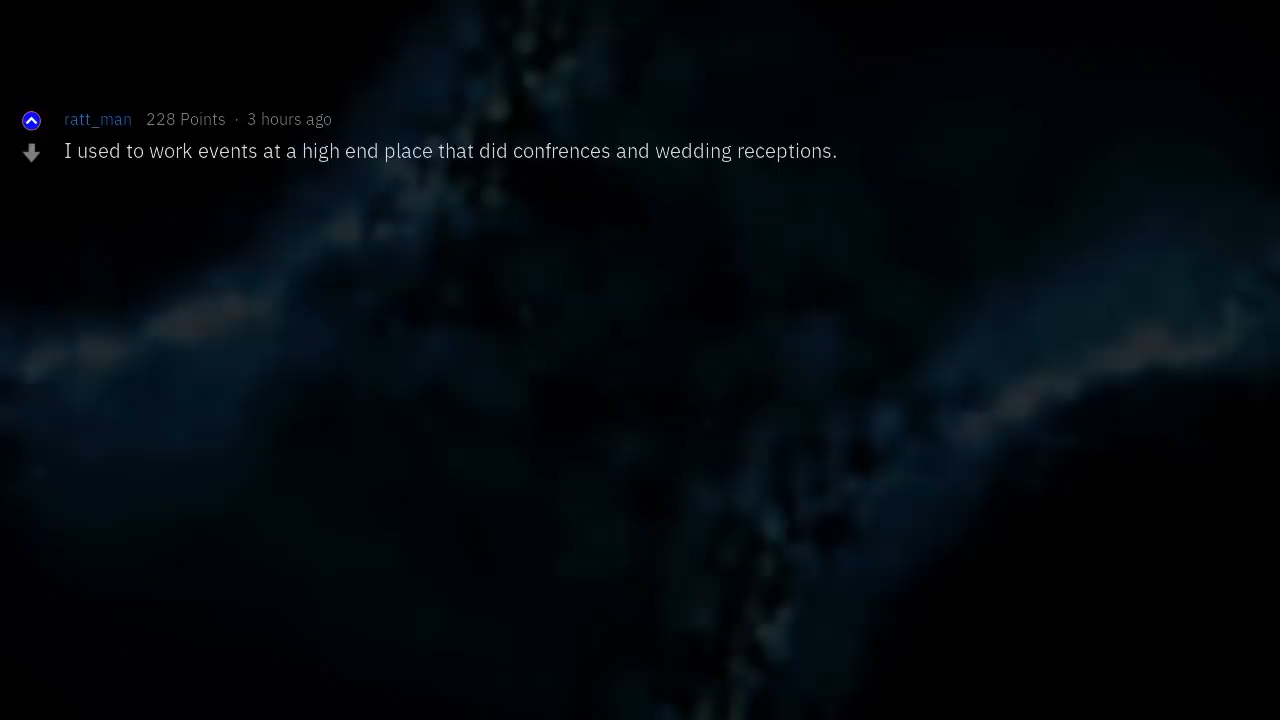 ratt_man 228 Points · 3 hours ago
I used to work events at a high end place that did confrences and wedding receptions.